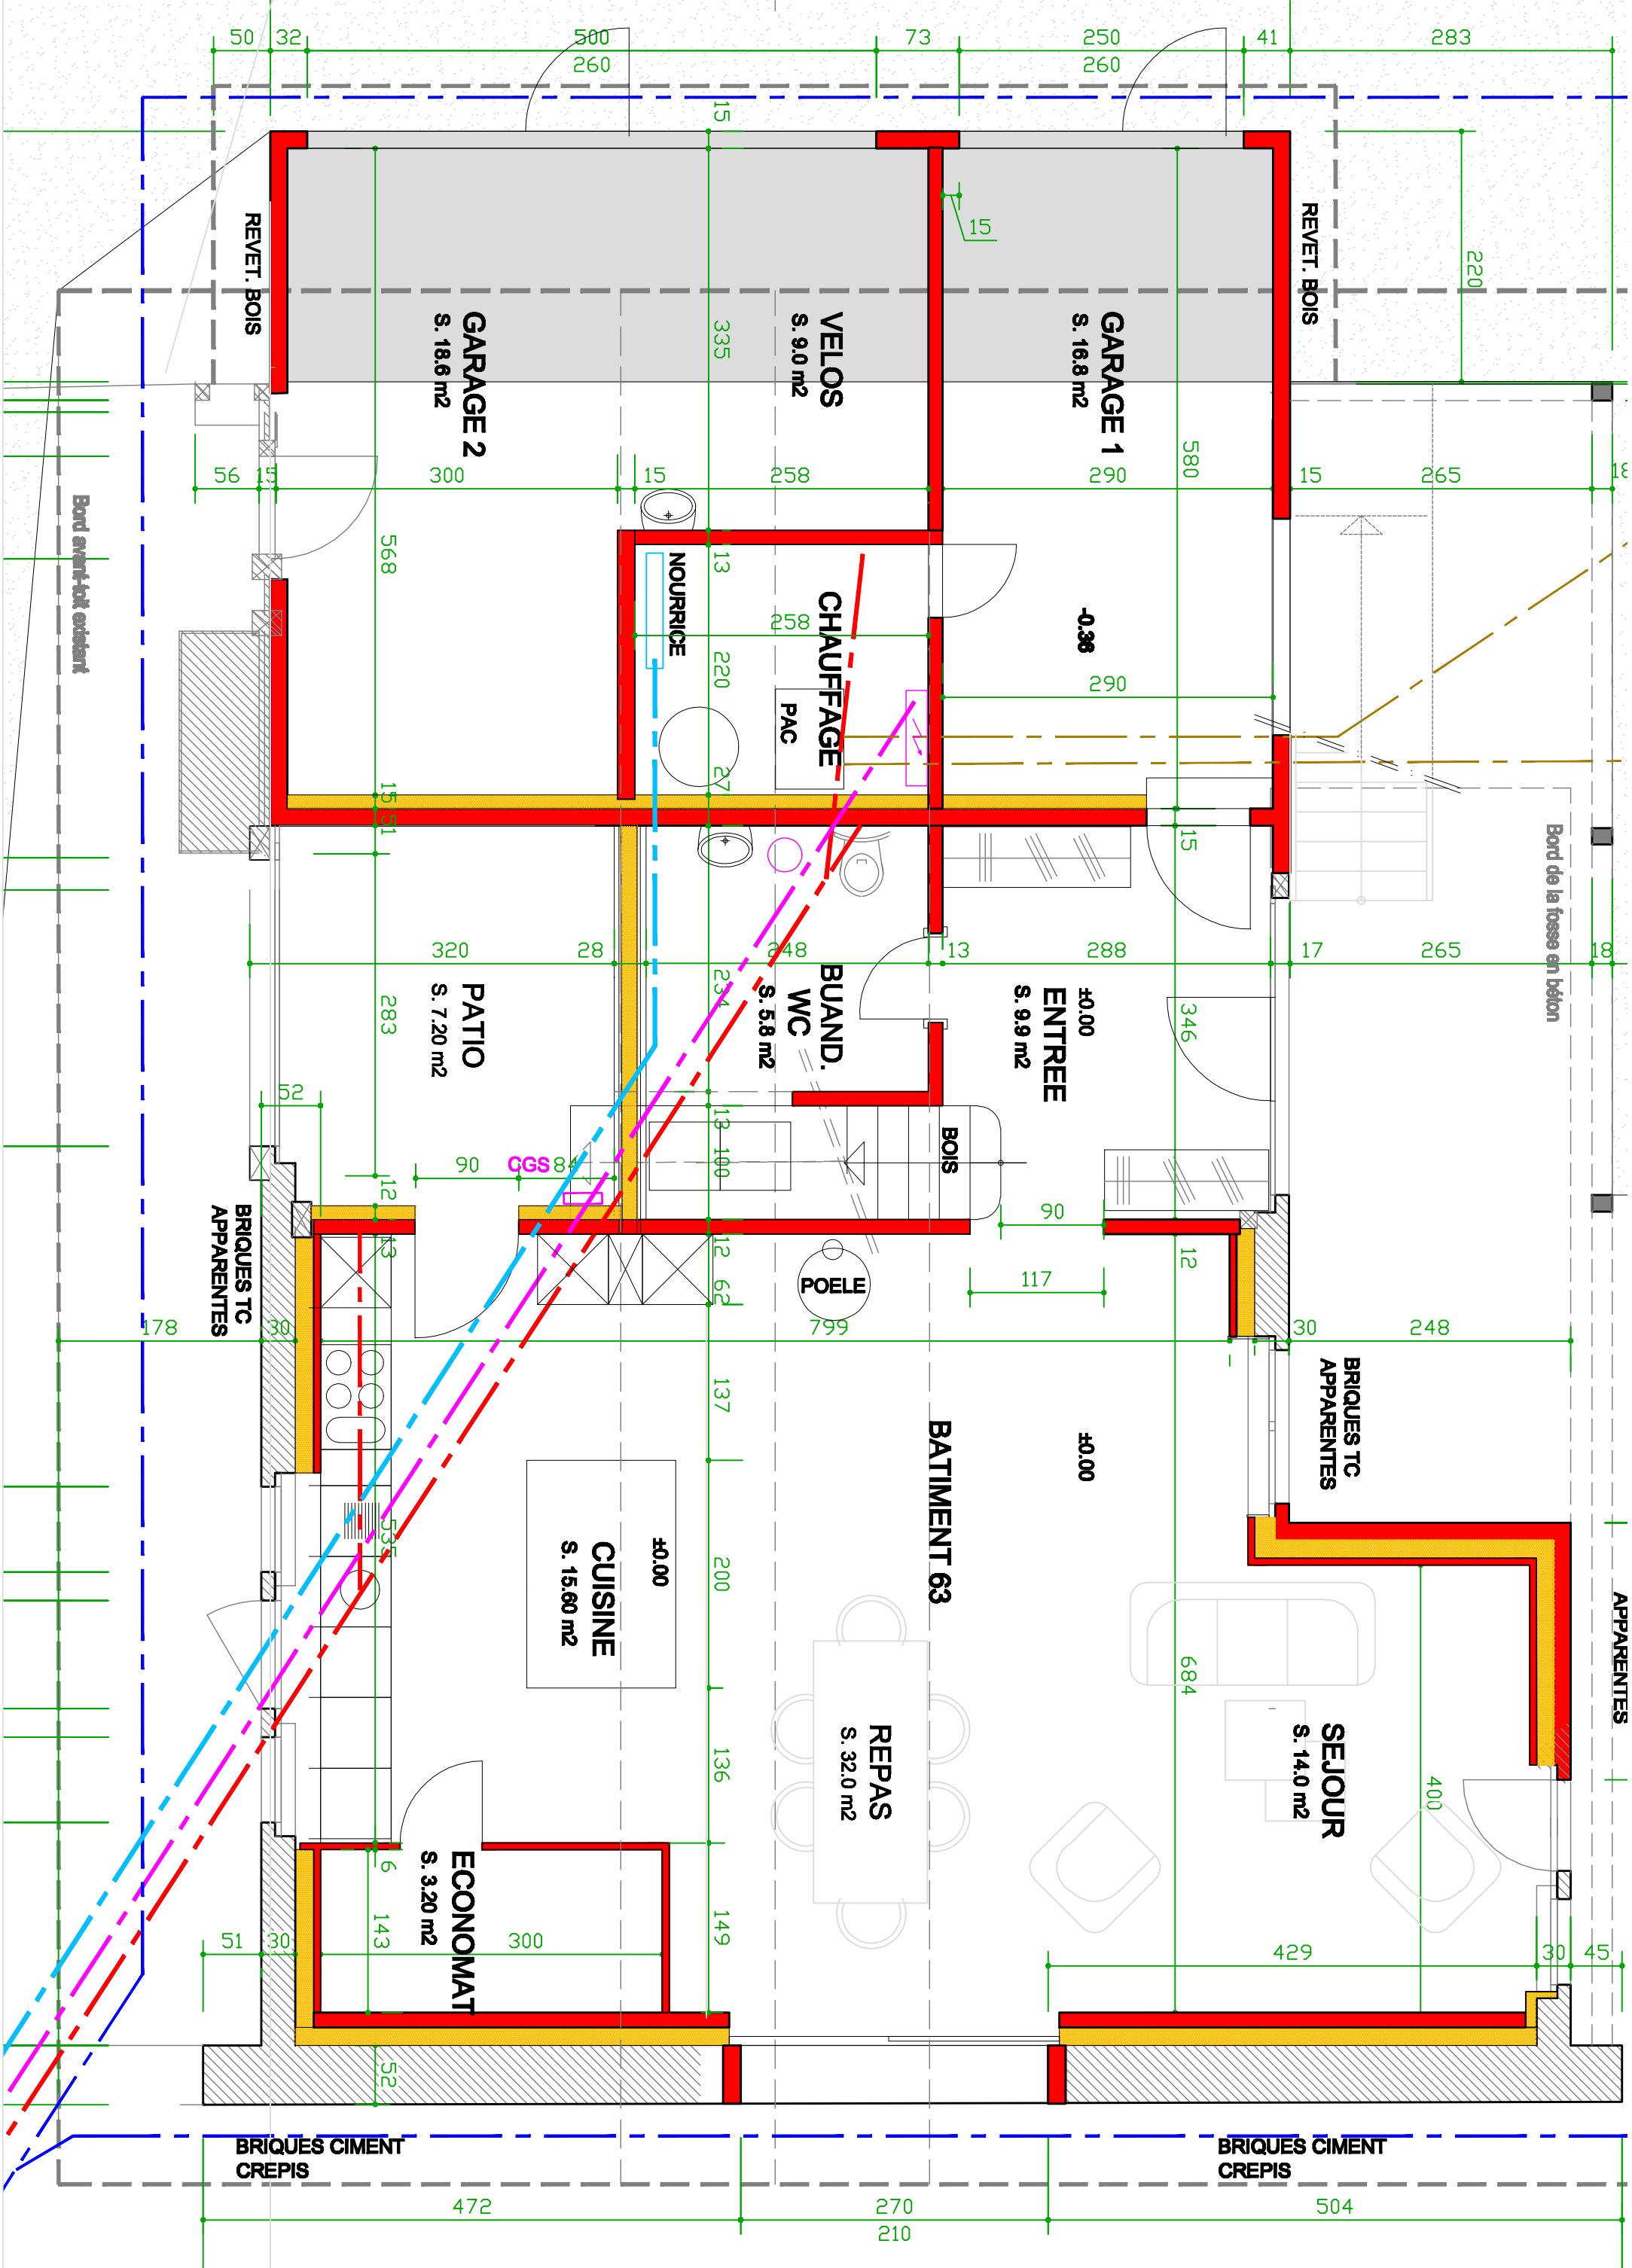 50
32
500
260
73
250
260
41
283
15
220
15
REVET. BOIS
REVET. BOIS
GARAGE 2
S. 18.6 m2
335
VELOS
S. 9.0 m2
GARAGE 1
S. 16.8 m2
56
15
300
15
258
290
580
15
265
Bord avant-toit existant
568
13
NOURRICE
CHAUFFAGE
258
220
-0.36
290
PAC
27
15
51
15
Bord de la fosse en béton
320
28
248
13
288
17
265
18
PATIO
S. 7.20 m2
283
234
BUAND.
WC
S. 5.8 m2
±0.00
ENTREE
S. 9.9 m2
346
52
13
100
BOIS
90
CGS
84
12
90
BRIQUES TC
APPARENTES
13
12
62
POELE
117
12
178
30
799
30
248
137
BRIQUES TC
APPARENTES
BATIMENT 63
±0.00
535
±0.00
CUISINE
S. 15.60 m2
200
APPARENTES
684
136
REPAS
S. 32.0 m2
SEJOUR
S. 14.0 m2
400
6
ECONOMAT
S. 3.20 m2
143
149
51
30
300
429
30
45
52
BRIQUES CIMENT
CREPIS
BRIQUES CIMENT
CREPIS
472
270
210
504